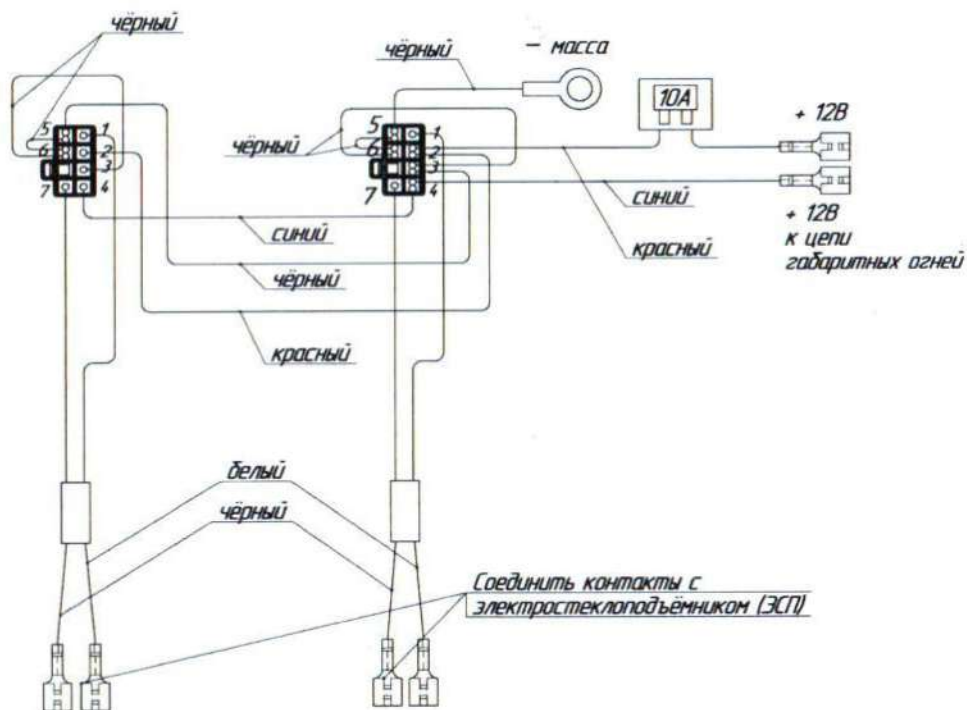 чёрный
чёрный
– масса
10А
+ 12В
5
1
6
2
3
7
4
чёрный
5
1
6
2
3
7
4
синий
+ 12В
к цепи
габаритных огней
синий
красный
чёрный
красный
белый
чёрный
Соединить контакты с
электростеклоподъёмником (ЭСП)